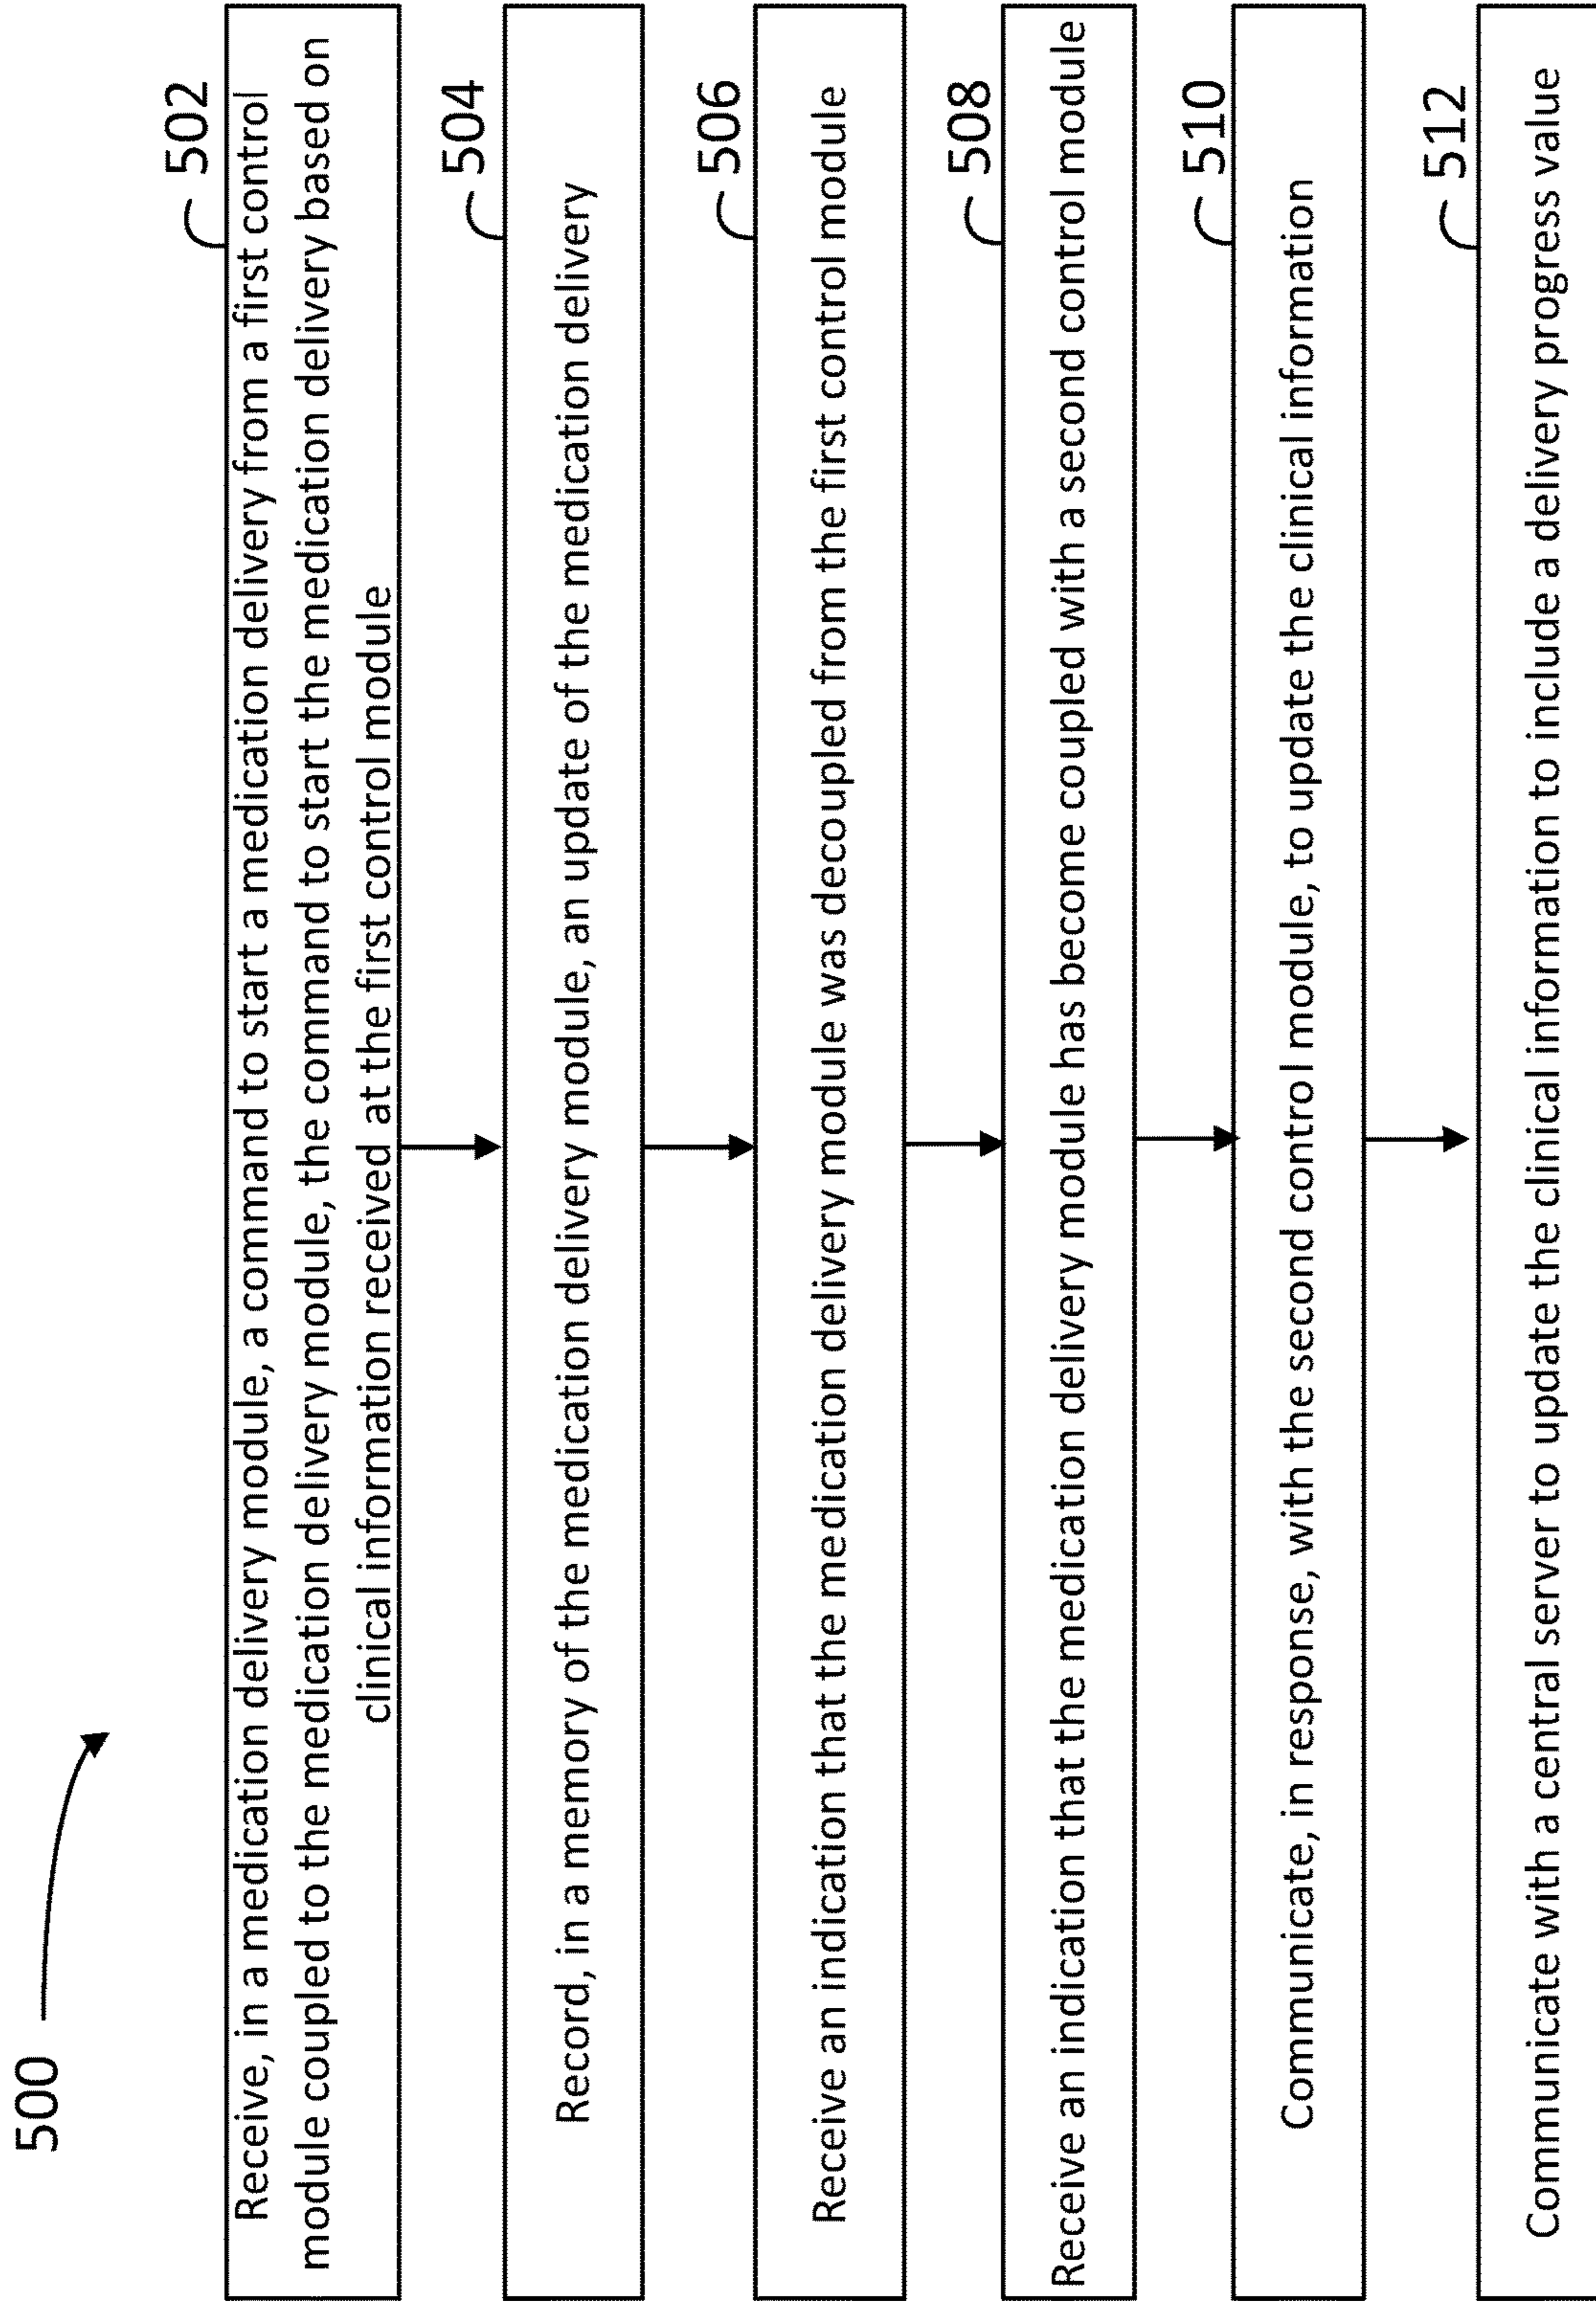 500
502
Receive, in a medication delivery module, a command to start a medication delivery from a first control
module coupled to the medication delivery module, the command to start the medication delivery based on
clinical information received at the first control module
504
Record, in a memory of the medication delivery module, an update of the medication delivery
506
Receive an indication that the medication delivery module was decoupled from the first control module
508
Receive an indication that the medication delivery module has become coupled with a second control module
510
Communicate, in response, with the second control module, to update the clinical information
512
Communicate with a central server to update the clinical information to include a delivery progress value